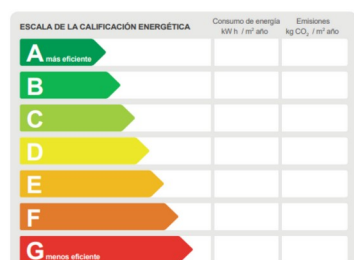 ESCALA DE LA CALIFICACIÓN ENERGÉTICA
Consumo de energía
kW h / m² año
Emisiones
kg CO₂ / m² año
A más eficiente
B
C
D
E
F
G menos eficiente